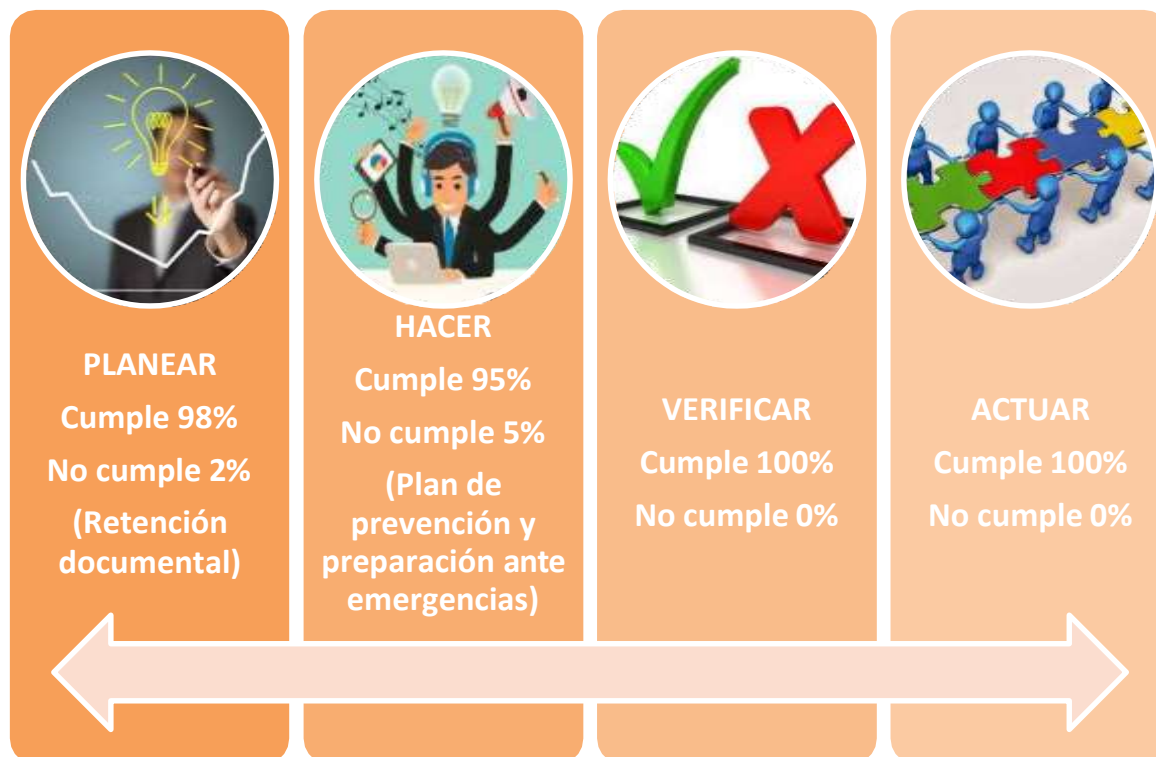 PLANEAR
Cumple 98%
No cumple 2%
(Retención
documental)
HACER
Cumple 95%
No cumple 5%
(Plan de
prevención y
preparación ante
emergencias)
VERIFICAR
Cumple 100%
No cumple 0%
ACTUAR
Cumple 100%
No cumple 0%